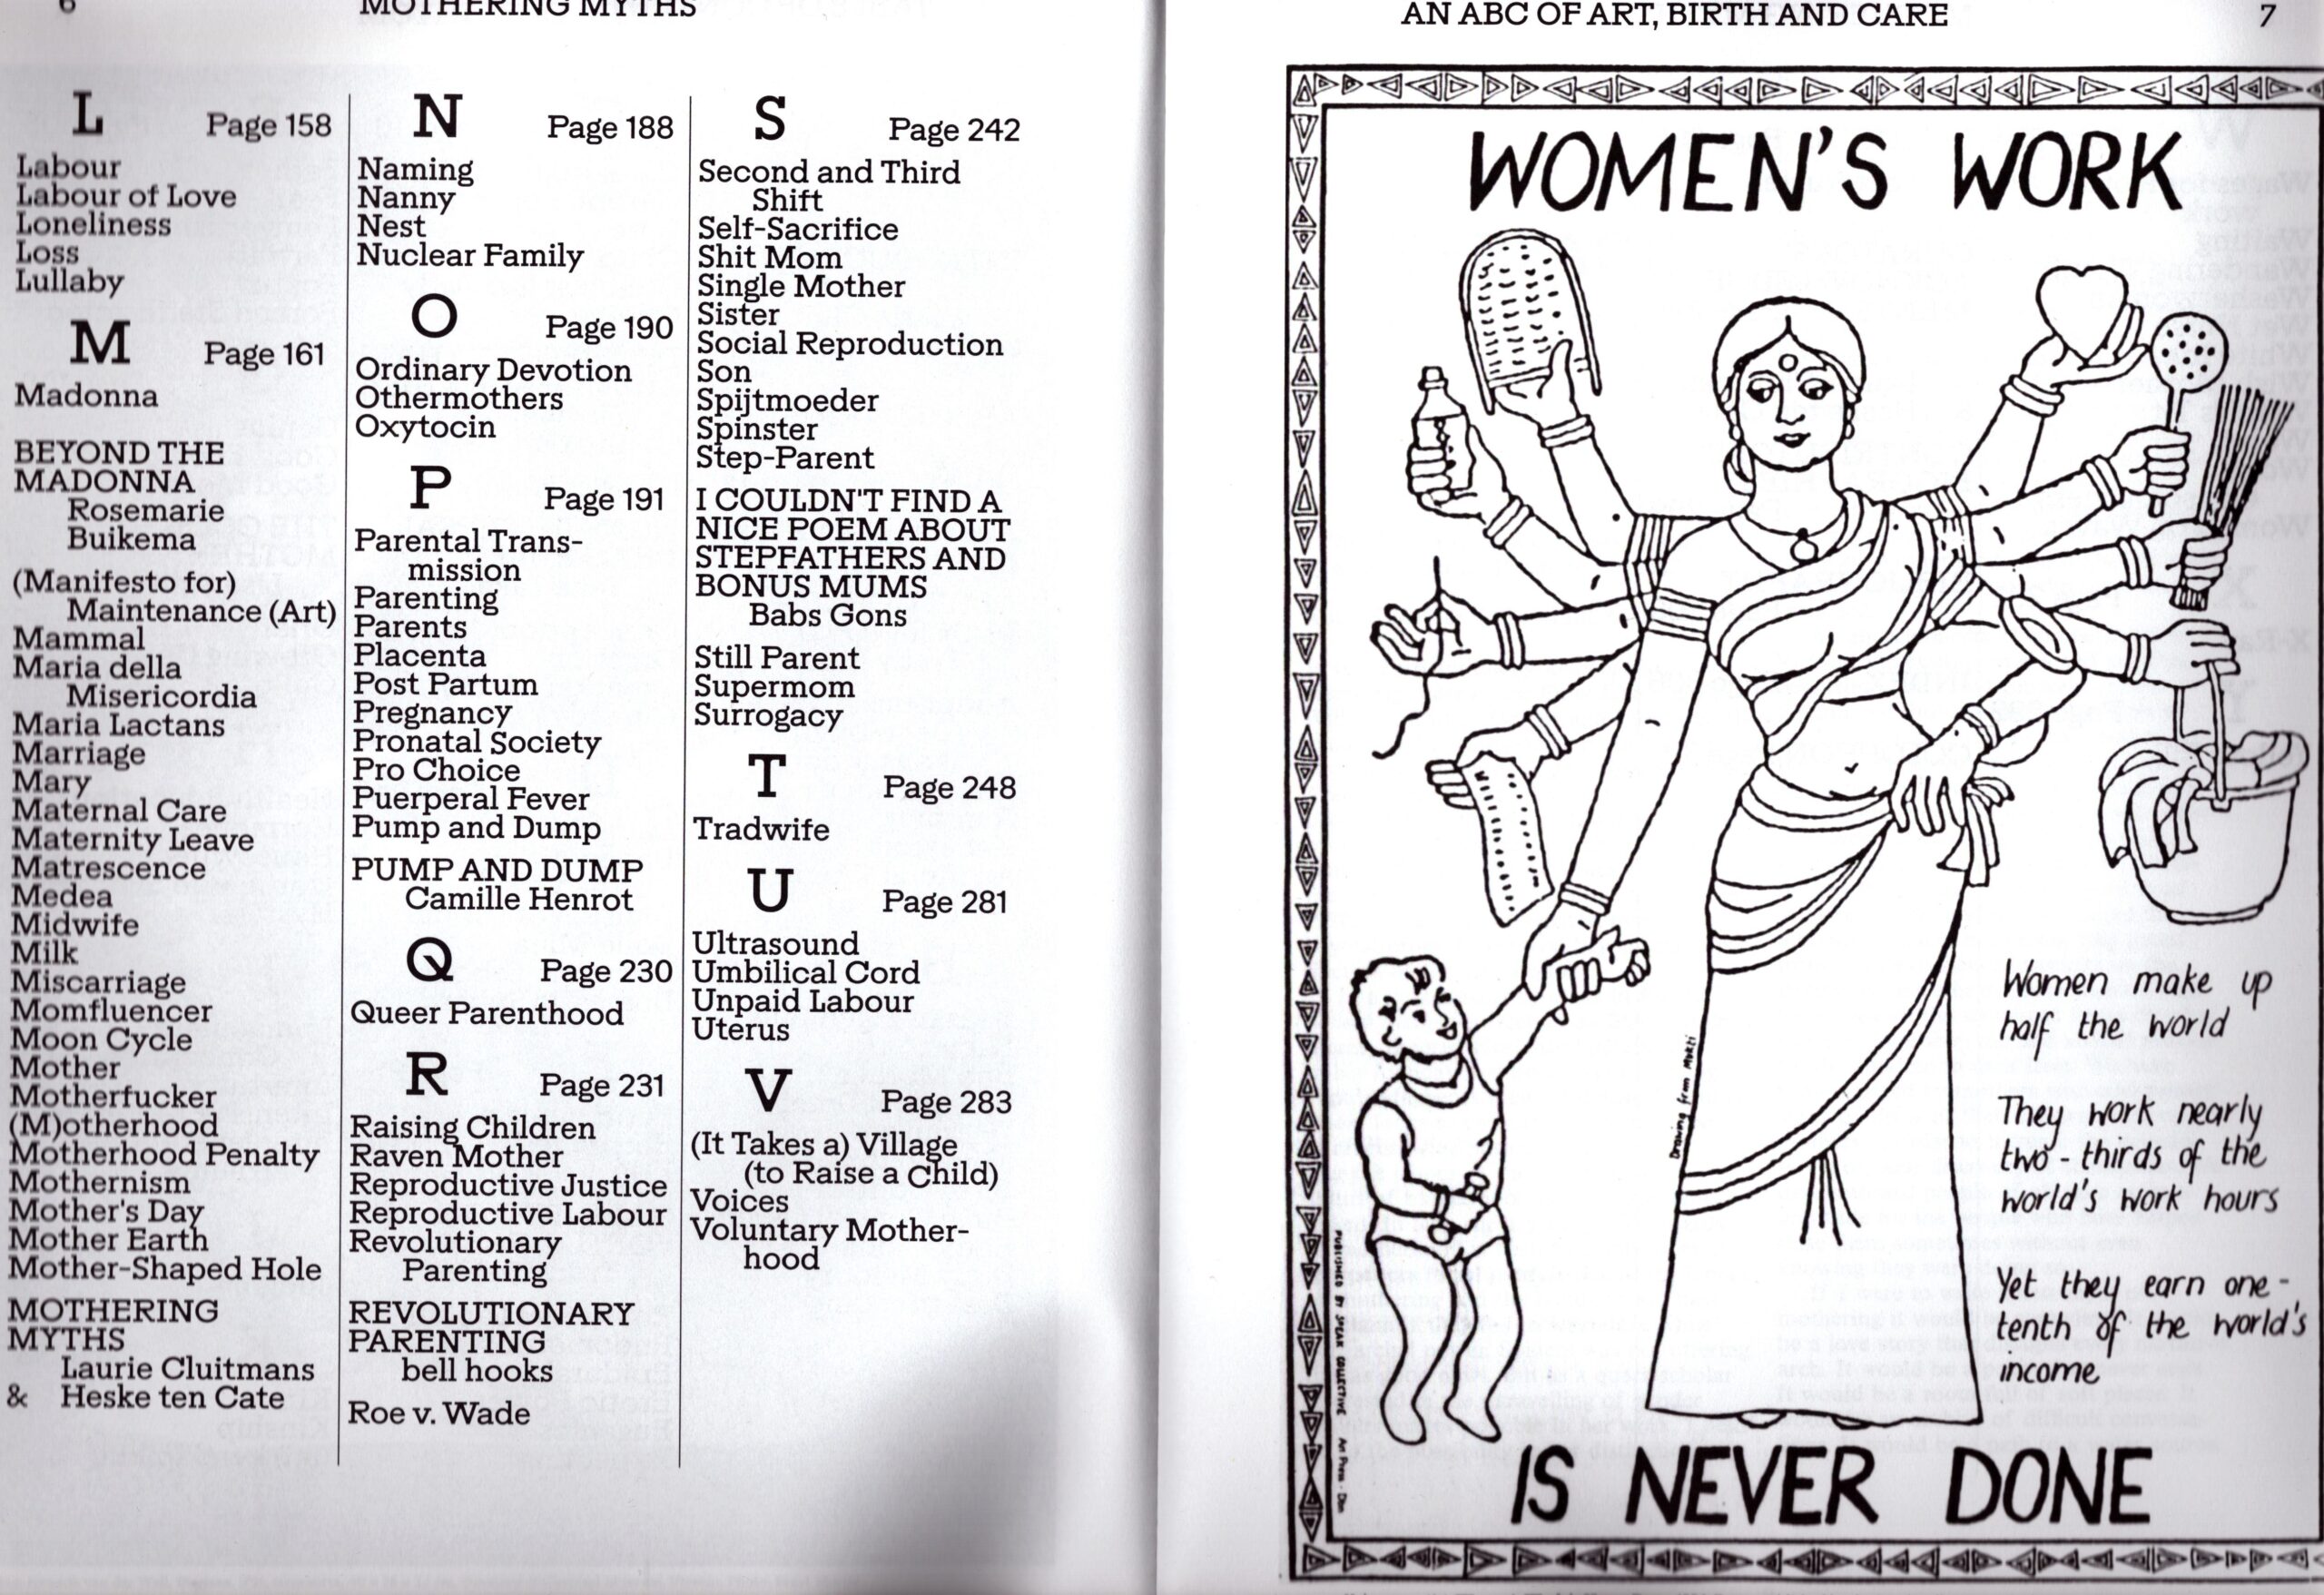 6
MOTHERING MYTHS
L Page 158
Labour
Labour of Love
Loneliness
Loss
Lullaby
M Page 161
Madonna
BEYOND THE
MADONNA
Rosemarie
Buikema
(Manifesto for)
Maintenance (Art)
Mammal
Maria della
Misericordia
Maria Lactans
Marriage
Mary
Maternal Care
Maternity Leave
Matrescence
Medea
Midwife
Milk
Miscarriage
Momfluencer
Moon Cycle
Mother
Motherfucker
(M)otherhood
Motherhood Penalty
Mothernism
Mother's Day
Mother Earth
Mother-Shaped Hole
MOTHERING
MYTHS
Laurie Cluitmans
& Heske ten Cate
N Page 188
Naming
Nanny
Nest
Nuclear Family
O Page 190
Ordinary Devotion
Othermothers
Oxytocin
P Page 191
Parental Trans-
mission
Parenting
Parents
Placenta
Post Partum
Pregnancy
Pronatal Society
Pro Choice
Puerperal Fever
Pump and Dump
PUMP AND DUMP
Camille Henrot
Q Page 230
Queer Parenthood
R Page 231
Raising Children
Raven Mother
Reproductive Justice
Reproductive Labour
Revolutionary
Parenting
REVOLUTIONARY
PARENTING
bell hooks
Roe v. Wade
S Page 242
Second and Third
Shift
Self-Sacrifice
Shit Mom
Single Mother
Sister
Social Reproduction
Son
Spijtmoeder
Spinster
Step-Parent
I COULDN'T FIND A
NICE POEM ABOUT
STEPFATHERS AND
BONUS MUMS
Babs Gons
Still Parent
Supermom
Surrogacy
T Page 248
Tradwife
U Page 281
Ultrasound
Umbilical Cord
Unpaid Labour
Uterus
V Page 283
(It Takes a) Village
(to Raise a Child)
Voices
Voluntary Mother-
hood
AN ABC OF ART, BIRTH AND CARE
7
WOMEN'S WORK
Women make up
half the world
They work nearly
two-thirds of the
world's work hours
Yet they earn one-
tenth of the world's
income
Drawing from MARTI
PUBLISHED BY SPEAK COLLECTIVE
IS NEVER DONE